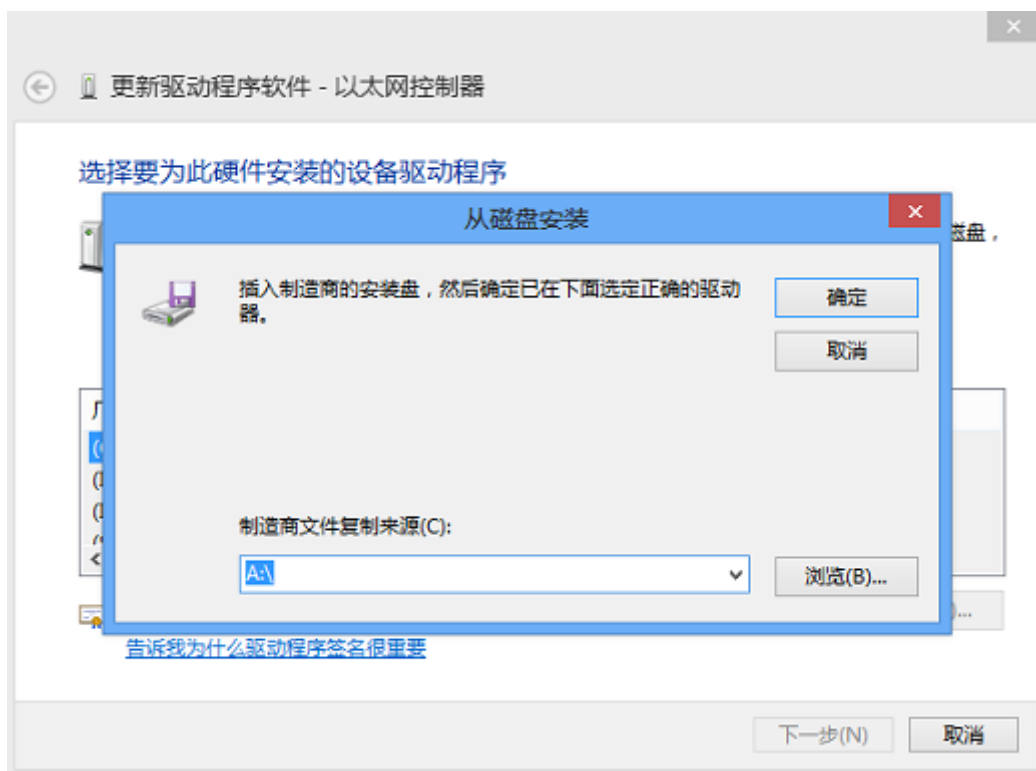 更新驱动程序软件 - 以太网控制器
选择要为此硬件安装的设备驱动程序
从磁盘安装
磁盘，
插入制造商的安装盘，然后确定已在下面选定正确的驱动
器。
确定
取消
制造商文件复制来源(C):
A:\
浏览(B)...
告诉我为什么驱动程序签名很重要
下一步(N)
取消